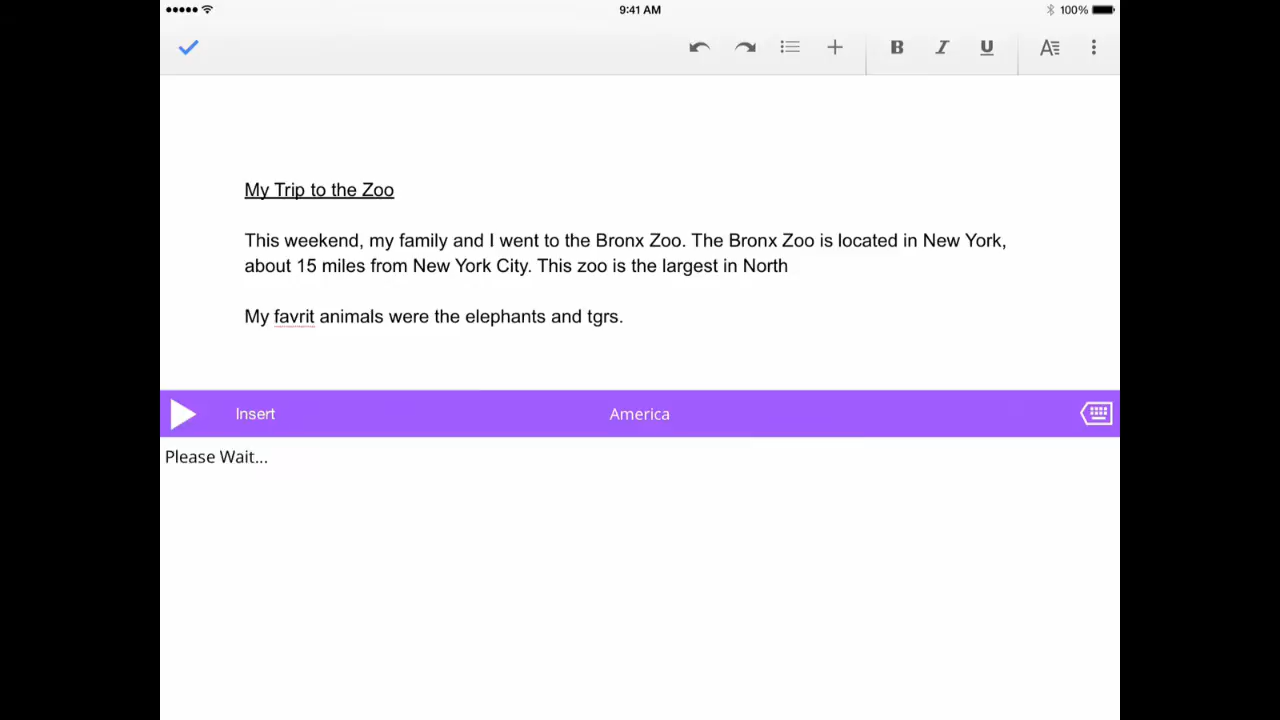 9:41 AM
100%
B I U A
My Trip to the Zoo
This weekend, my family and I went to the Bronx Zoo. The Bronx Zoo is located in New York,
about 15 miles from New York City. This zoo is the largest in North
My favrit animals were the elephants and tgrs.
Insert
America
Please Wait...